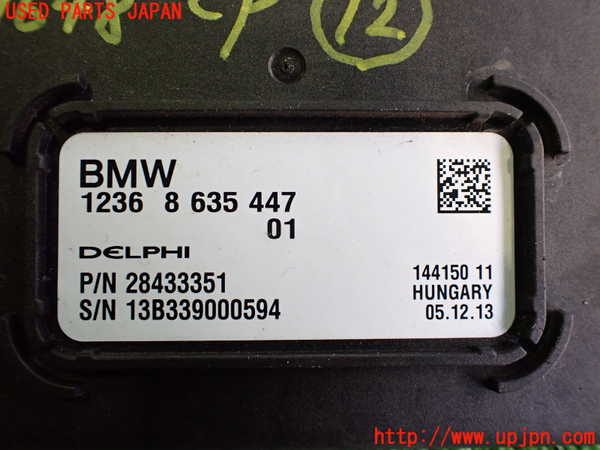 USED PARTS JAPAN
12
BMW
1236 8 635 447
01
DELPHI
P/N 28433351
S/N 13B339000594
144150 11
HUNGARY
05.12.13
http://www.upjpn.com/